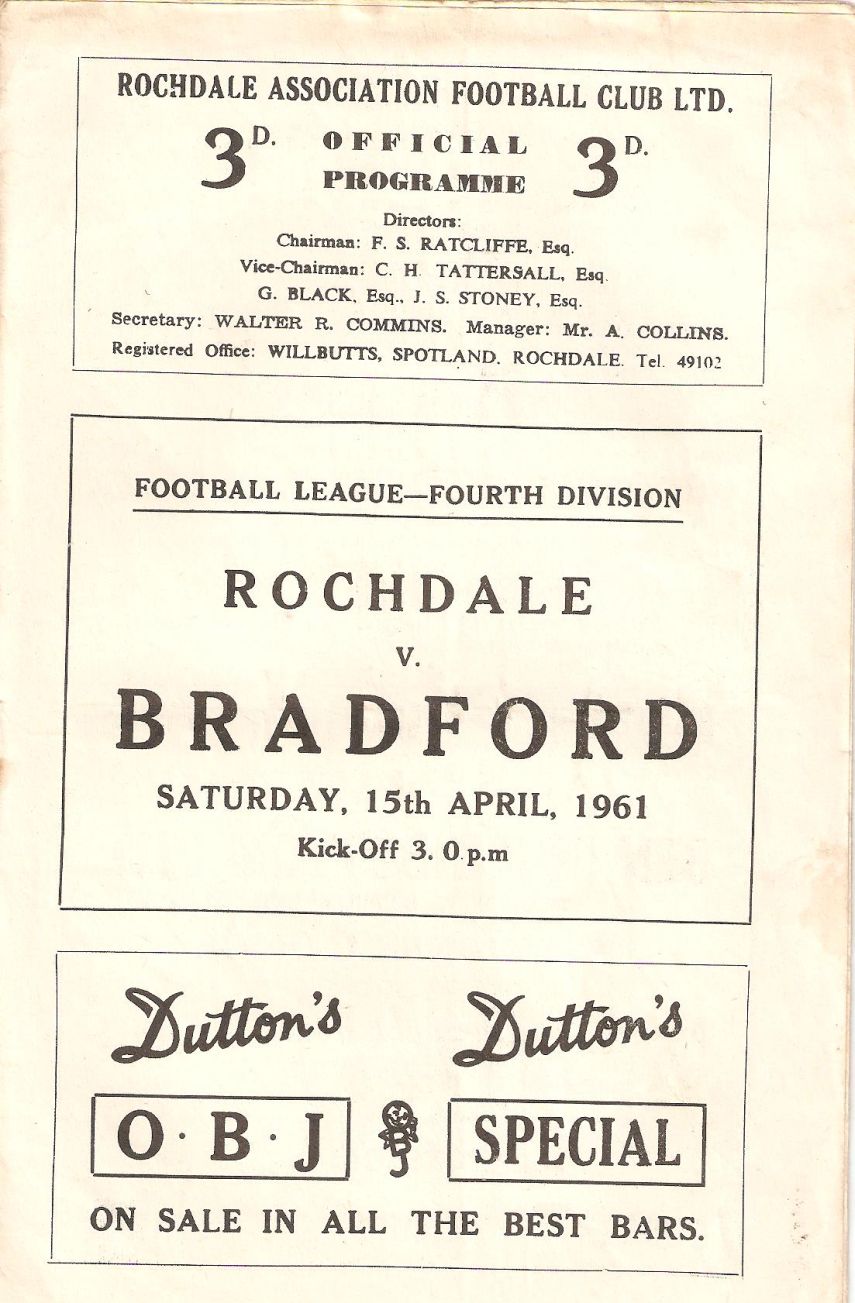 ROCHDALE ASSOCIATION FOOTBALL CLUB LTD.
3D. OFFICIAL 3D.
PROGRAMME
Directors:
Chairman: F. S. RATCLIFFE, Esq.
Vice-Chairman: C. H. TATTERSALL, Esq.
G. BLACK, Esq., J. S. STONEY, Esq.
Secretary: WALTER R. COMMINS. Manager: Mr. A. COLLINS.
Registered Office: WILLBUTTS, SPOTLAND. ROCHDALE. Tel. 49102
FOOTBALL LEAGUE—FOURTH DIVISION
ROCHDALE
v.
BRADFORD
SATURDAY, 15th APRIL, 1961
Kick-Off 3. 0 p.m
Dutton's Dutton's
O·B·J OBJ SPECIAL
ON SALE IN ALL THE BEST BARS.